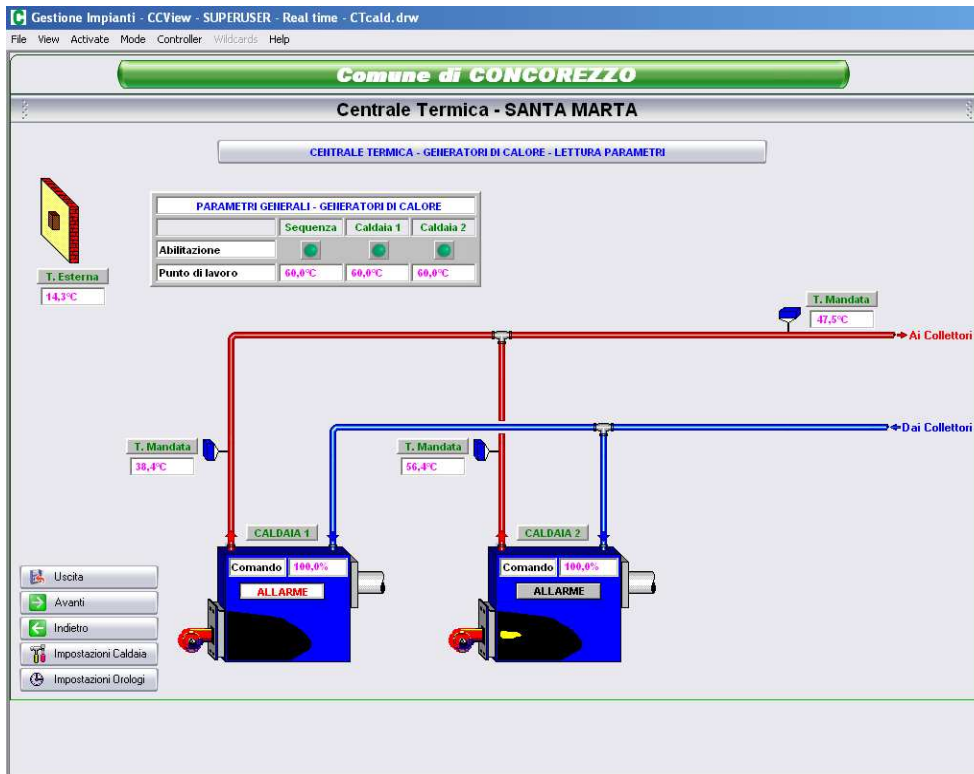 Gestione Impianti - CCView - SUPERUSER - Real time - CTcald.drw
File View Activate Mode Controller Wildcards Help
Comune di CONCOREZZO
Centrale Termica - SANTA MARTA
CENTRALE TERMICA - GENERATORI DI CALORE - LETTURA PARAMETRI
PARAMETRI GENERALI - GENERATORI DI CALORE
Sequenza Caldaia 1 Caldaia 2
Abilitazione
Punto di lavoro 60,0°C 60,0°C 60,0°C
T. Esterna
14,3°C
T. Mandata
47,5°C
Ai Collettori
Dai Collettori
T. Mandata
38,4°C
T. Mandata
56,4°C
CALDAIA 1
Comando 100,0%
ALLARME
CALDAIA 2
Comando 100,0%
ALLARME
Uscita
Avanti
Indietro
Impostazioni Caldaia
Impostazioni Orologi